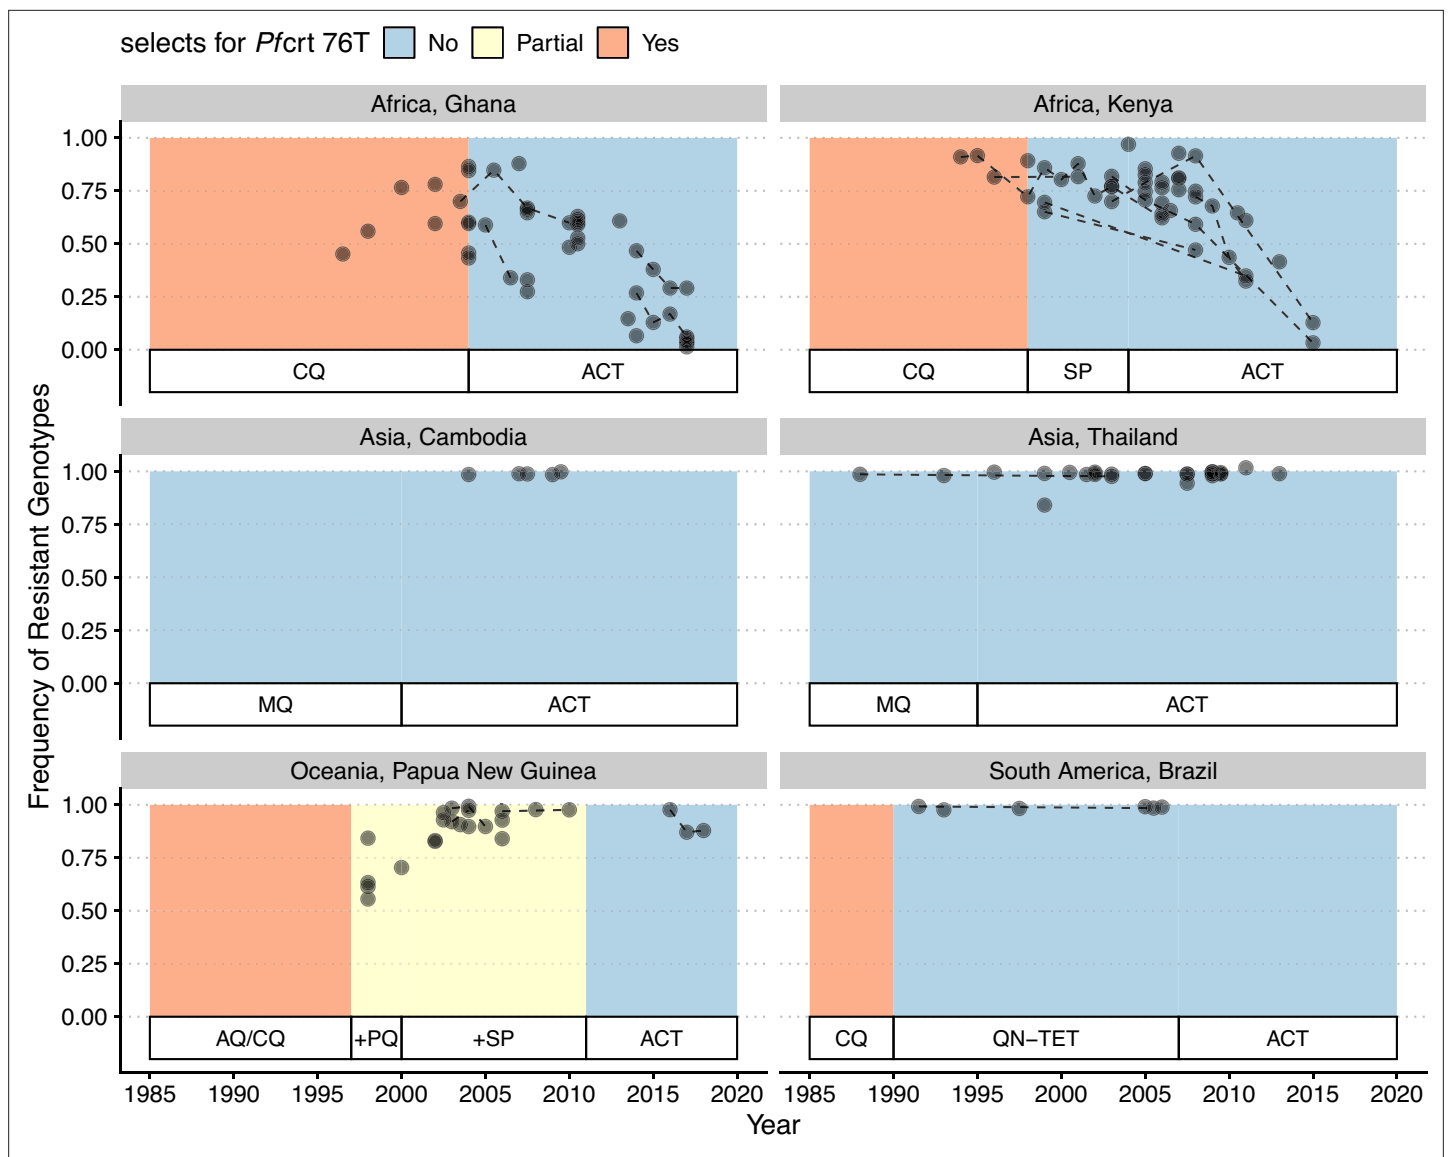 selects for Pfcrt 76T No Partial Yes
Africa, Ghana
Africa, Kenya
Frequency of Resistant Genotypes
1.00
0.75
0.50
0.25
0.00
CQ ACT
CQ SP ACT
Asia, Cambodia
Asia, Thailand
1.00
0.75
0.50
0.25
0.00
MQ ACT
MQ ACT
Oceania, Papua New Guinea
South America, Brazil
1.00
0.75
0.50
0.25
0.00
AQ/CQ +PQ +SP ACT
CQ QN−TET ACT
1985 1990 1995 2000 2005 2010 2015 2020
1985 1990 1995 2000 2005 2010 2015 2020
Year